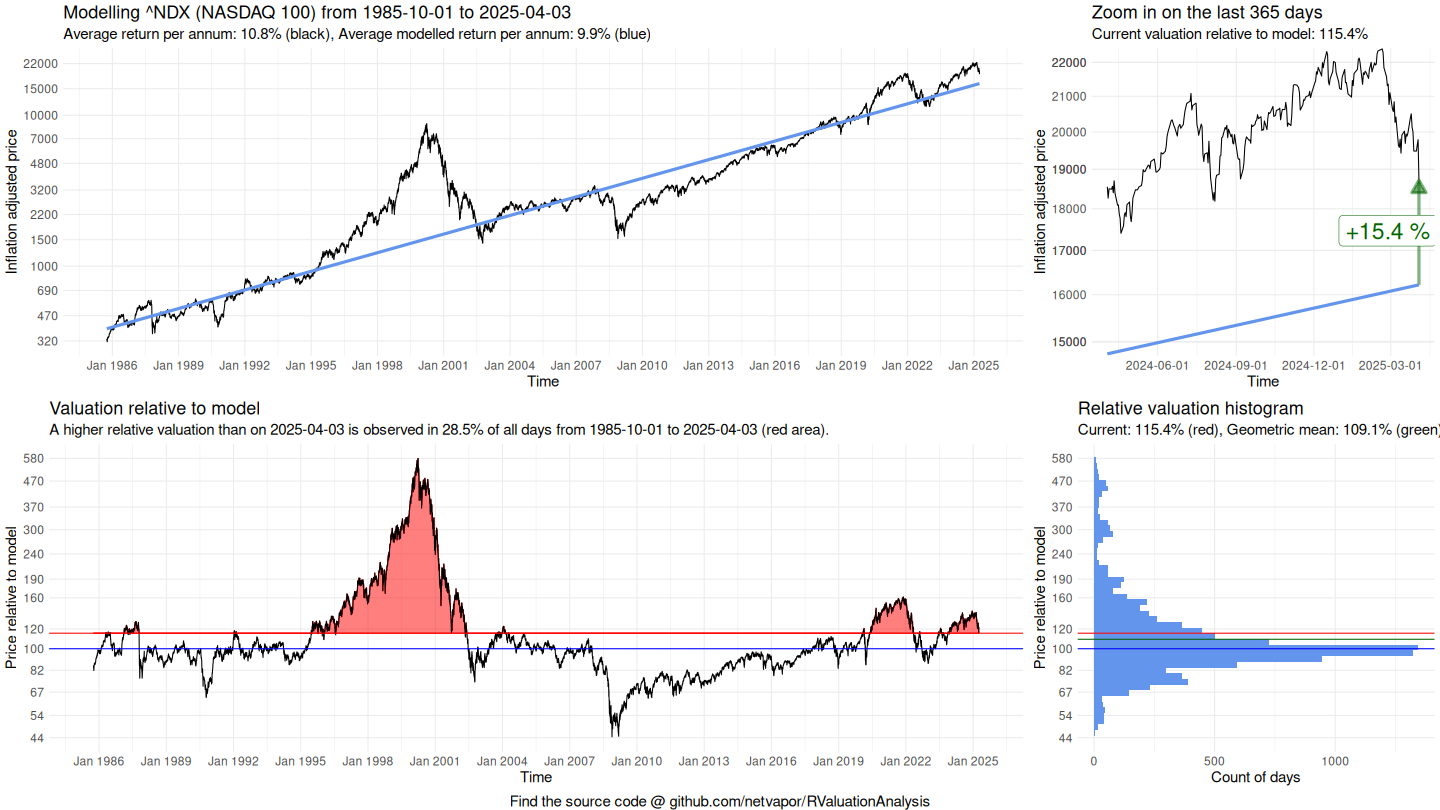 Modelling ^NDX (NASDAQ 100) from 1985-10-01 to 2025-04-03
Average return per annum: 10.8% (black), Average modelled return per annum: 9.9% (blue)
Inflation adjusted price
22000
15000
10000
7000
4800
3200
2200
1500
1000
690
470
320
Jan 1986 Jan 1989 Jan 1992 Jan 1995 Jan 1998 Jan 2001 Jan 2004 Jan 2007 Jan 2010 Jan 2013 Jan 2016 Jan 2019 Jan 2022 Jan 2025
Time
Zoom in on the last 365 days
Current valuation relative to model: 115.4%
Inflation adjusted price
22000
21000
20000
19000
18000
17000
16000
15000
+15.4 %
2024-06-01 2024-09-01 2024-12-01 2025-03-01
Time
Valuation relative to model
A higher relative valuation than on 2025-04-03 is observed in 28.5% of all days from 1985-10-01 to 2025-04-03 (red area).
Price relative to model
580
470
370
300
240
190
160
120
100
82
67
54
44
Jan 1986 Jan 1989 Jan 1992 Jan 1995 Jan 1998 Jan 2001 Jan 2004 Jan 2007 Jan 2010 Jan 2013 Jan 2016 Jan 2019 Jan 2022 Jan 2025
Time
Relative valuation histogram
Current: 115.4% (red), Geometric mean: 109.1% (green)
Price relative to model
580
470
370
300
240
190
160
120
100
82
67
54
44
0 500 1000
Count of days
Find the source code @ github.com/netvapor/RValuationAnalysis